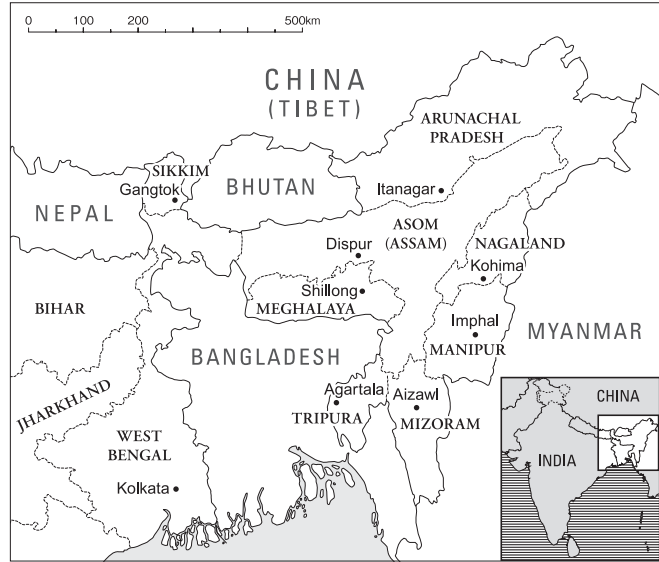 0 100 200 500km
CHINA
(TIBET)
ARUNACHAL
PRADESH
SIKKIM
Gangtok
BHUTAN
Itanagar
NEPAL
ASOM
(ASSAM)
Dispur
NAGALAND
Kohima
Shillong
MEGHALAYA
BIHAR
Imphal
MANIPUR
MYANMAR
BANGLADESH
JHARKHAND
Agartala
TRIPURA
Aizawl
MIZORAM
WEST
BENGAL
Kolkata
CHINA
INDIA